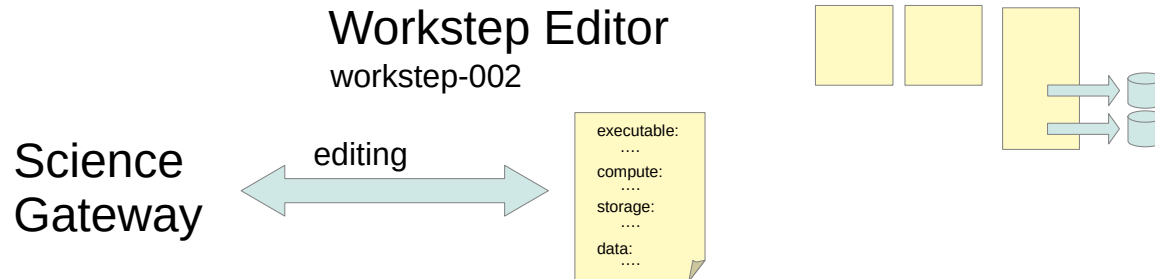 Workstep Editor
workstep-002
Science
Gateway
editing
executable:
....
compute:
....
storage:
....
data:
....